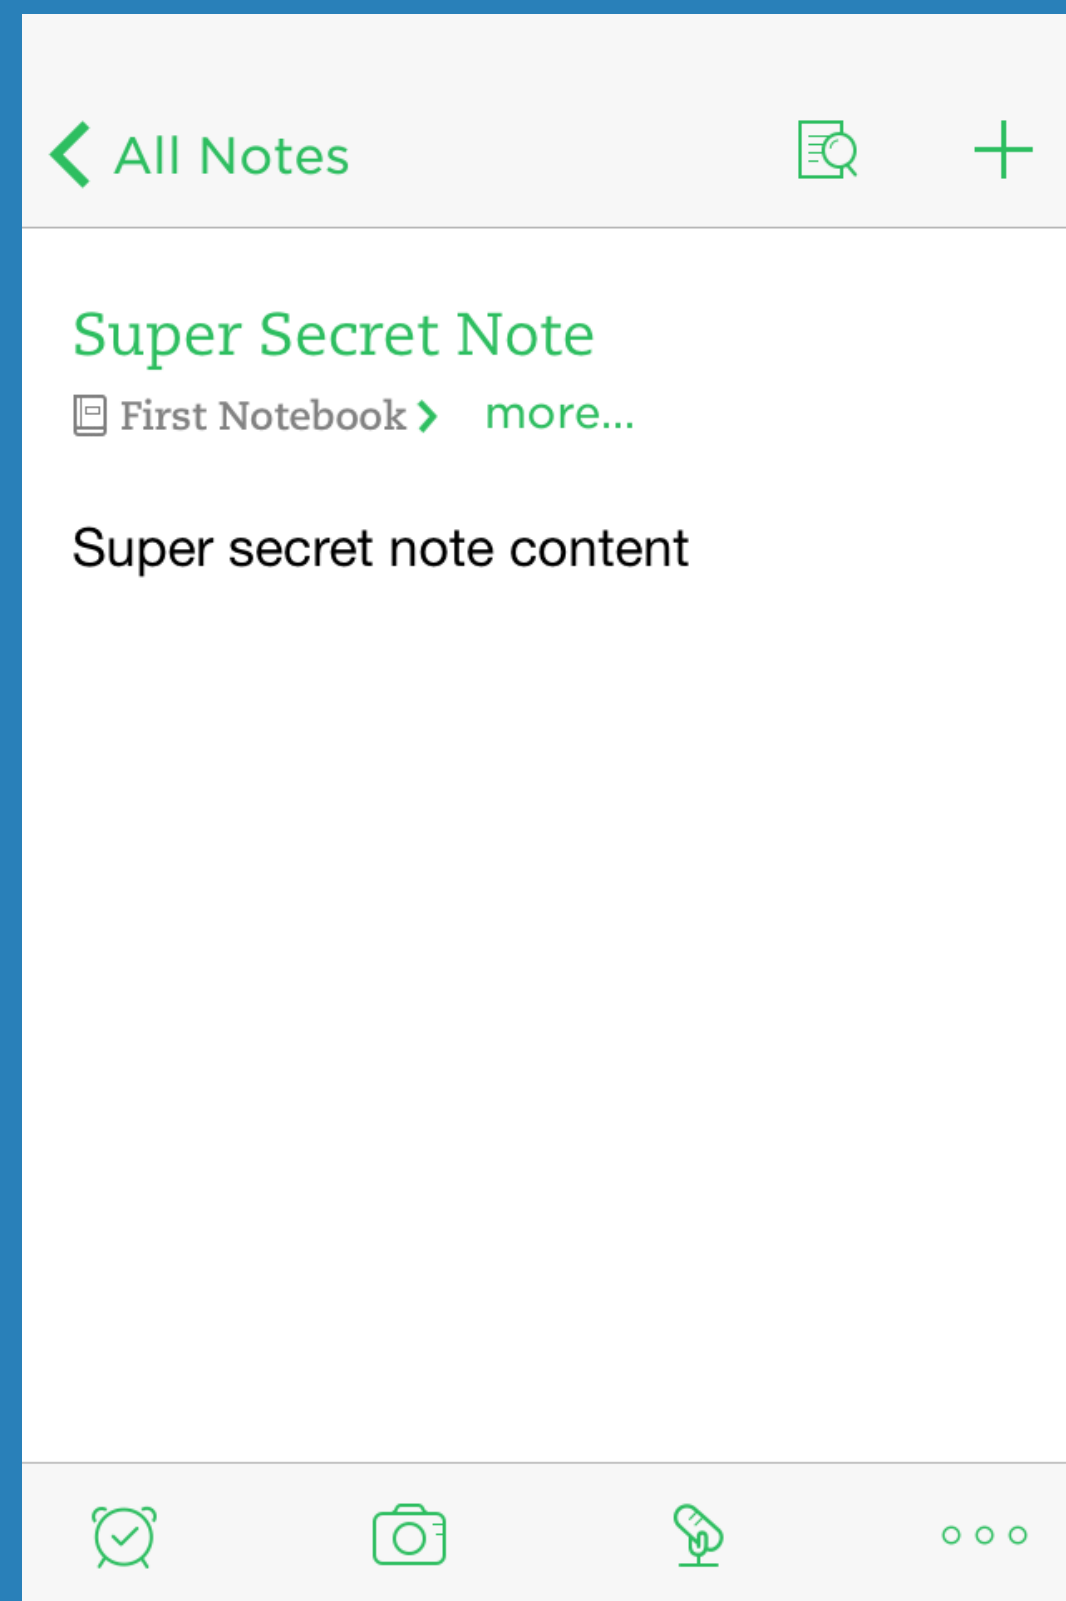 All Notes
Super Secret Note
First Notebook more...
Super secret note content